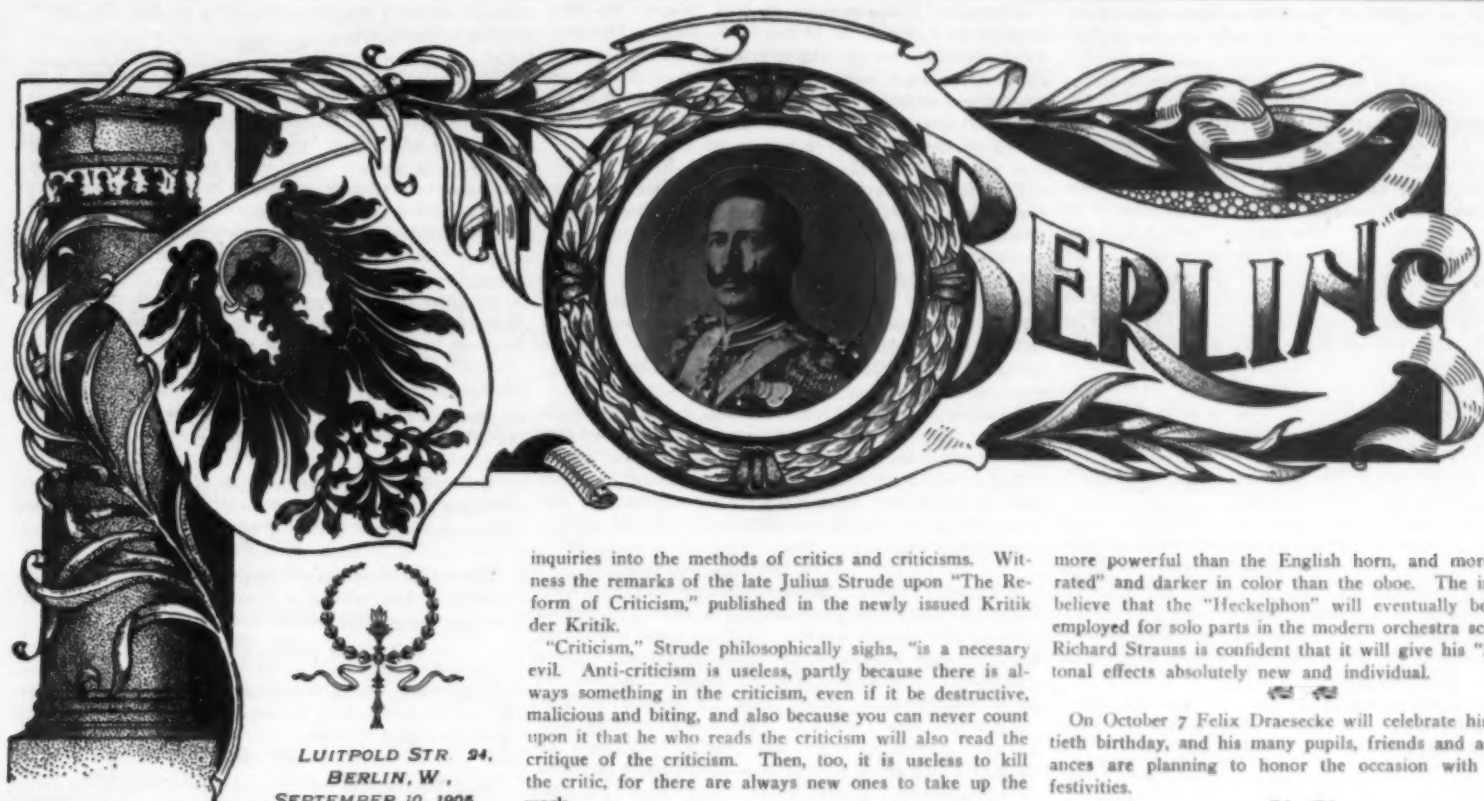 BERLIN
LUITPOLD STR. 24,
BERLIN, W.,
SEPTEMBER 10, 1905.
inquiries into the methods of critics and criticisms. Wit-
ness the remarks of the late Julius Strude upon "The Re-
form of Criticism," published in the newly issued Kritik
der Kritik.
"Criticism," Strude philosophically sighs, "is a necesary
evil. Anti-criticism is useless, partly because there is al-
ways something in the criticism, even if it be destructive,
malicious and biting, and also because you can never count
upon it that he who reads the criticism will also read the
critique of the criticism. Then, too, it is useless to kill
the critic, for there are always new ones to take up the
more powerful than the English horn, and mor
rated" and darker in color than the oboe. The i
believe that the "Heckelphon" will eventually be
employed for solo parts in the modern orchestra
Richard Strauss is confident that it will give his
tonal effects absolutely new and individual.
On October 7 Felix Draesecke will celebrate hi
tieth birthday, and his many pupils, friends and a
ances are planning to honor the occasion with
festivities.